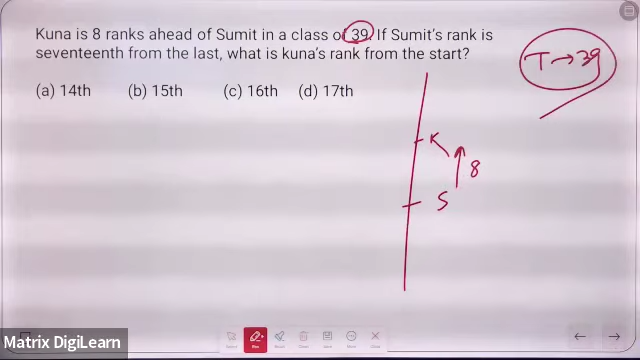 Kuna is 8 ranks ahead of Sumit in a class of 39. If Sumit's rank is
seventeenth from the last, what is kuna's rank from the start?
(a) 14th (b) 15th (c) 16th (d) 17th
T → 39
K
8
S
Matrix DigiLearn